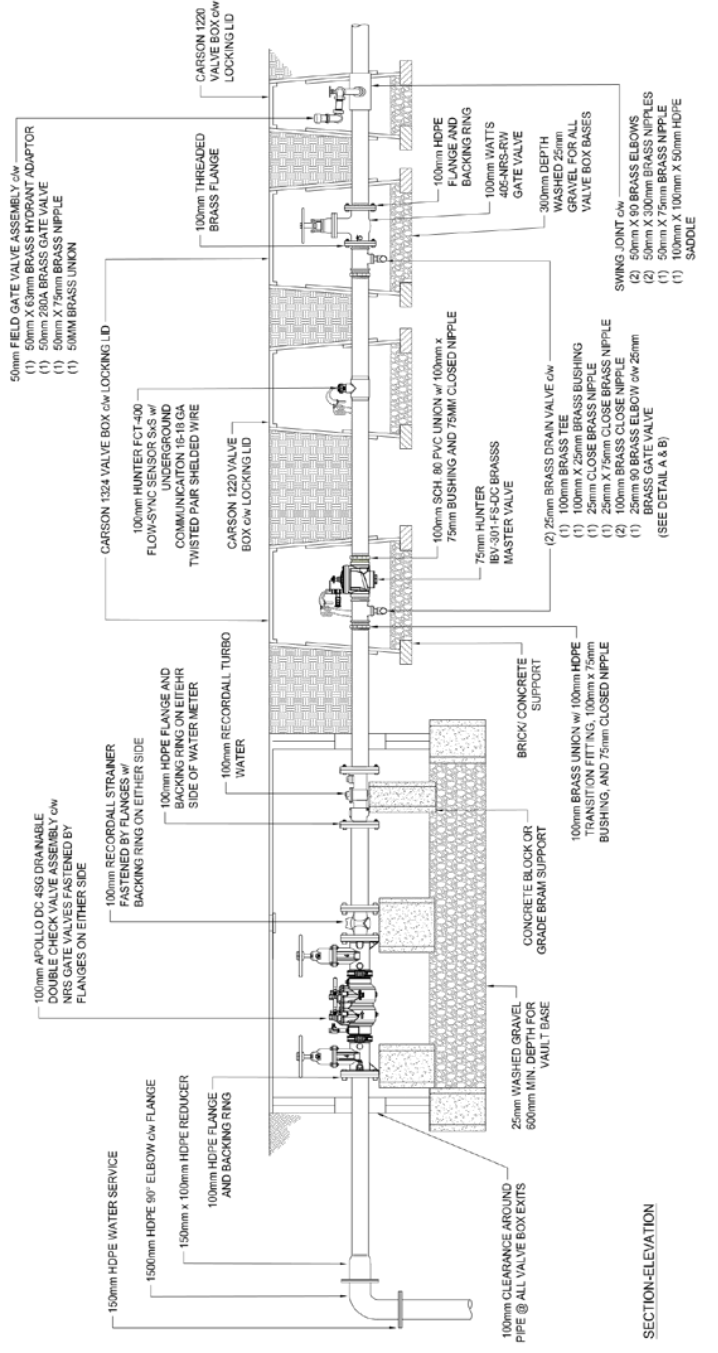 150mm HDPE WATER SERVICE
1500mm HDPE 90° ELBOW c/w FLANGE
150mm x 100mm HDPE REDUCER
100mm HDPE FLANGE
AND BACKING RING
100mm APOLLO DC 4SG DRAINABLE
DOUBLE CHECK VALVE ASSEMBLY c/w
NRS GATE VALVES FASTENED BY
FLANGES ON EITHER SIDE
100mm RECORDALL STRAINER
FASTENED BY FLANGES w/
BACKING RING ON EITHER SIDE
100mm HDPE FLANGE AND
BACKING RING ON EITEHR
SIDE OF WATER METER
100mm RECORDALL TURBO
WATER
CARSON 1324 VALVE BOX c/w LOCKING LID
100mm HUNTER FCT-400
FLOW-SYNC SENSOR SxS w/
UNDERGROUND
COMMUNICAITON 16-18 GA
TWISTED PAIR SHIELDED WIRE
CARSON 1220 VALVE
BOX c/w LOCKING LID
50mm FIELD GATE VALVE ASSEMBLY c/w
(1) 50mm X 63mm BRASS HYDRANT ADAPTOR
(1) 50mm 280A BRASS GATE VALVE
(1) 50mm X 75mm BRASS NIPPLE
(1) 50MM BRASS UNION
100mm THREADED
BRASS FLANGE
CARSON 1220
VALVE BOX c/w
LOCKING LID
100mm CLEARANCE AROUND
PIPE @ ALL VALVE BOX EXITS
25mm WASHED GRAVEL
600mm MIN. DEPTH FOR
VAULT BASE
CONCRETE BLOCK OR
GRADE BRAM SUPPORT
BRICK/ CONCRETE
SUPPORT
100mm BRASS UNION w/ 100mm HDPE
TRANSITION FITTING, 100mm x 75mm
BUSHING, AND 75mm CLOSED NIPPLE
75mm HUNTER
IBV-301-FS-DC BRASSS
MASTER VALVE
100mm SCH. 80 PVC UNION w/ 100mm x
75mm BUSHING AND 75MM CLOSED NIPPLE
(2) 25mm BRASS DRAIN VALVE c/w
(1) 100mm BRASS TEE
(1) 100mm X 25mm BRASS BUSHING
(1) 25mm CLOSE BRASS NIPPLE
(1) 25mm X 75mm CLOSE BRASS NIPPLE
(2) 100mm BRASS CLOSE NIPPLE
(1) 25mm 90 BRASS ELBOW c/w 25mm
BRASS GATE VALVE
(SEE DETAIL A & B)
100mm HDPE
FLANGE AND
BACKING RING
100mm WATTS
405-NRS-RW
GATE VALVE
300mm DEPTH
WASHED 25mm
GRAVEL FOR ALL
VALVE BOX BASES
SWING JOINT c/w
(2) 50mm X 90 BRASS ELBOWS
(2) 50mm X 300mm BRASS NIPPLES
(1) 50mm X 75mm BRASS NIPPLE
(1) 100mm X 100mm X 50mm HDPE
SADDLE
SECTION-ELEVATION